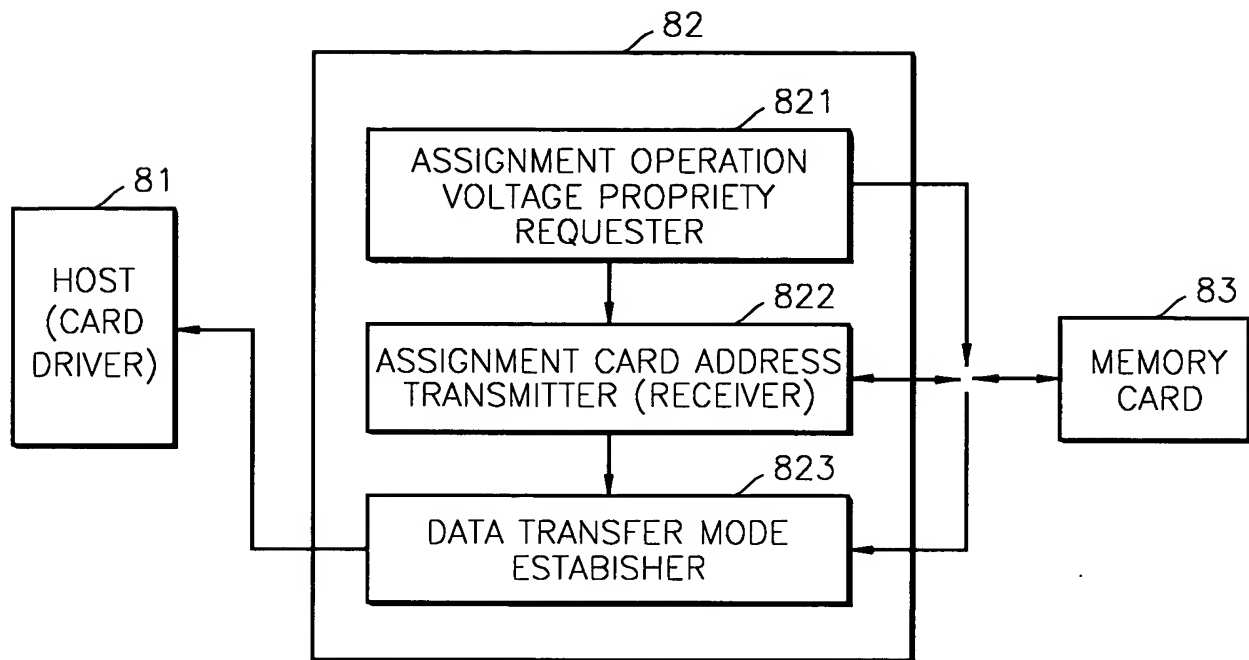 82
821
ASSIGNMENT OPERATION
VOLTAGE PROPRIETY
REQUESTER
81
HOST
(CARD
DRIVER)
822
ASSIGNMENT CARD ADDRESS
TRANSMITTER (RECEIVER)
83
MEMORY
CARD
823
DATA TRANSFER MODE
ESTABISHER